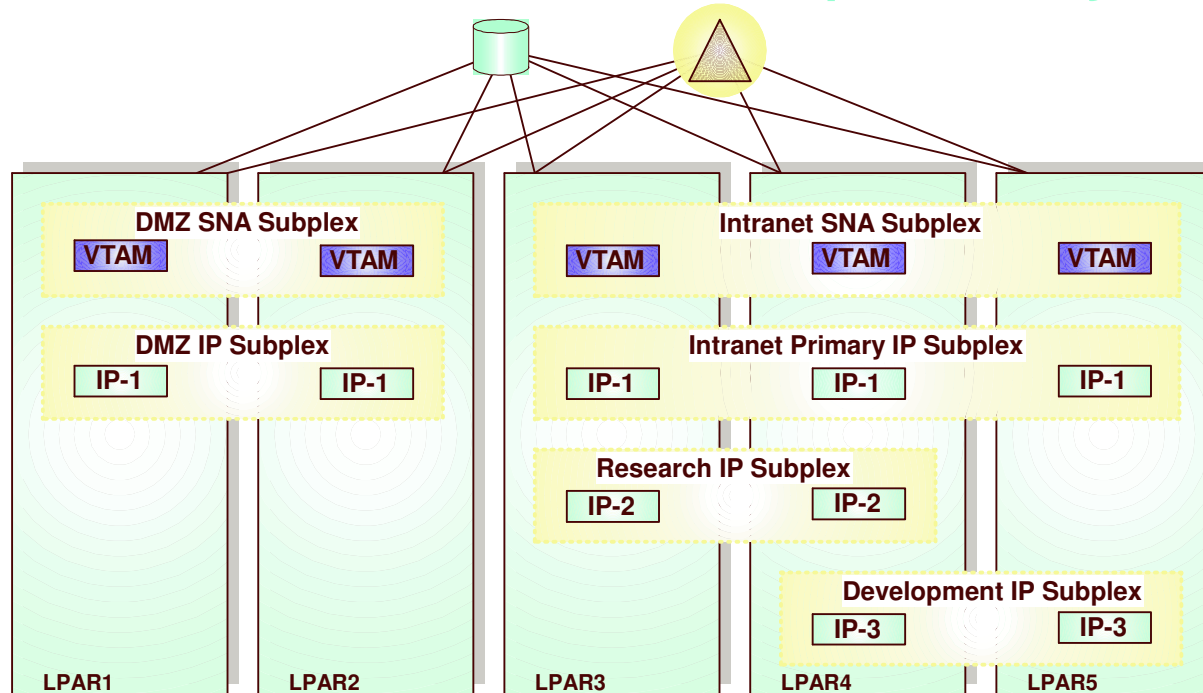 DMZ SNA Subplex
VTAM
VTAM
Intranet SNA Subplex
VTAM
VTAM
VTAM
DMZ IP Subplex
IP-1
IP-1
Intranet Primary IP Subplex
IP-1
IP-1
IP-1
Research IP Subplex
IP-2
IP-2
Development IP Subplex
IP-3
IP-3
LPAR1
LPAR2
LPAR3
LPAR4
LPAR5